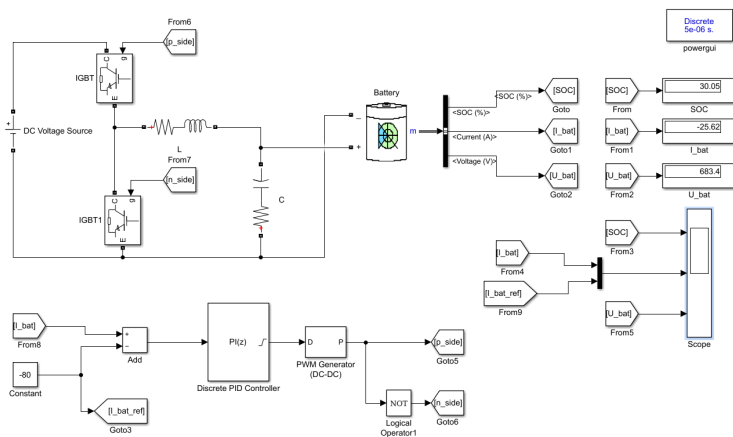 Discrete
5e-06 s.
powergui
From6
[p_side]
C
g
IGBT
E
+
DC Voltage Source
+
L
From7
[n_side]
C
g
IGBT1
E
+
C
Battery
–
+
m
<SOC (%)>
<SOC (%)>
<Current (A)>
<Voltage (V)>
[SOC]
Goto
[I_bat]
Goto1
[U_bat]
Goto2
[SOC]
From
30.05
SOC
[I_bat]
From1
-25.62
I_bat
[U_bat]
From2
683.4
U_bat
[SOC]
From3
[I_bat]
From4
[I_bat_ref]
From9
[U_bat]
From5
Scope
[I_bat]
From8
-80
Constant
+
–
Add
[I_bat_ref]
Goto3
PI(z)
Discrete PID Controller
D
P
PWM Generator
(DC-DC)
[p_side]
Goto5
NOT
Logical
Operator1
[n_side]
Goto6